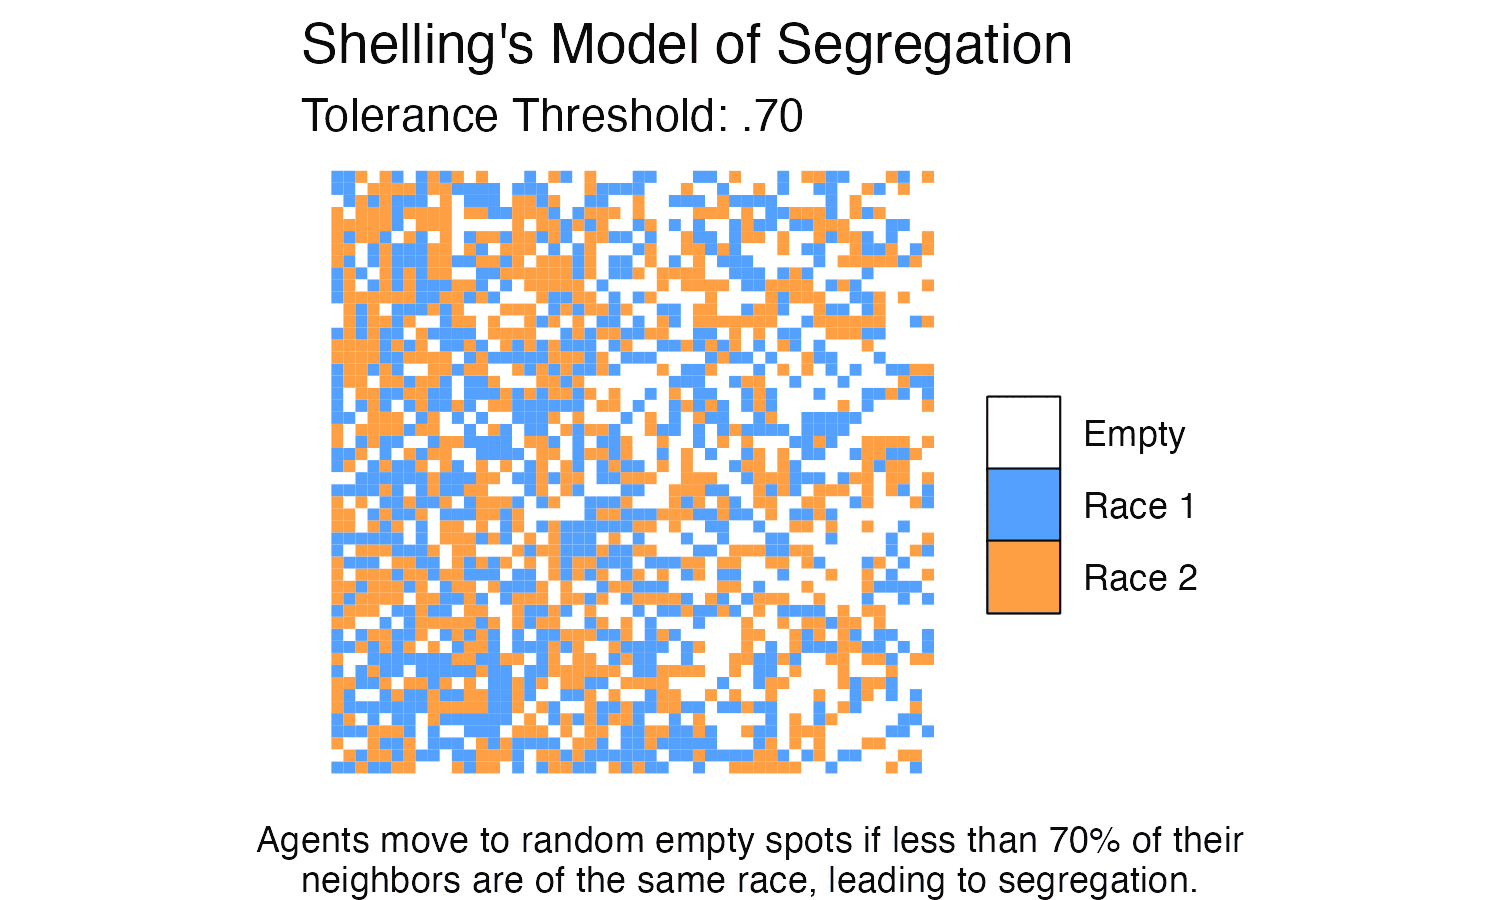 Shelling's Model of Segregation
Tolerance Threshold: .70
Empty
Race 1
Race 2
Agents move to random empty spots if less than 70% of their
neighbors are of the same race, leading to segregation.